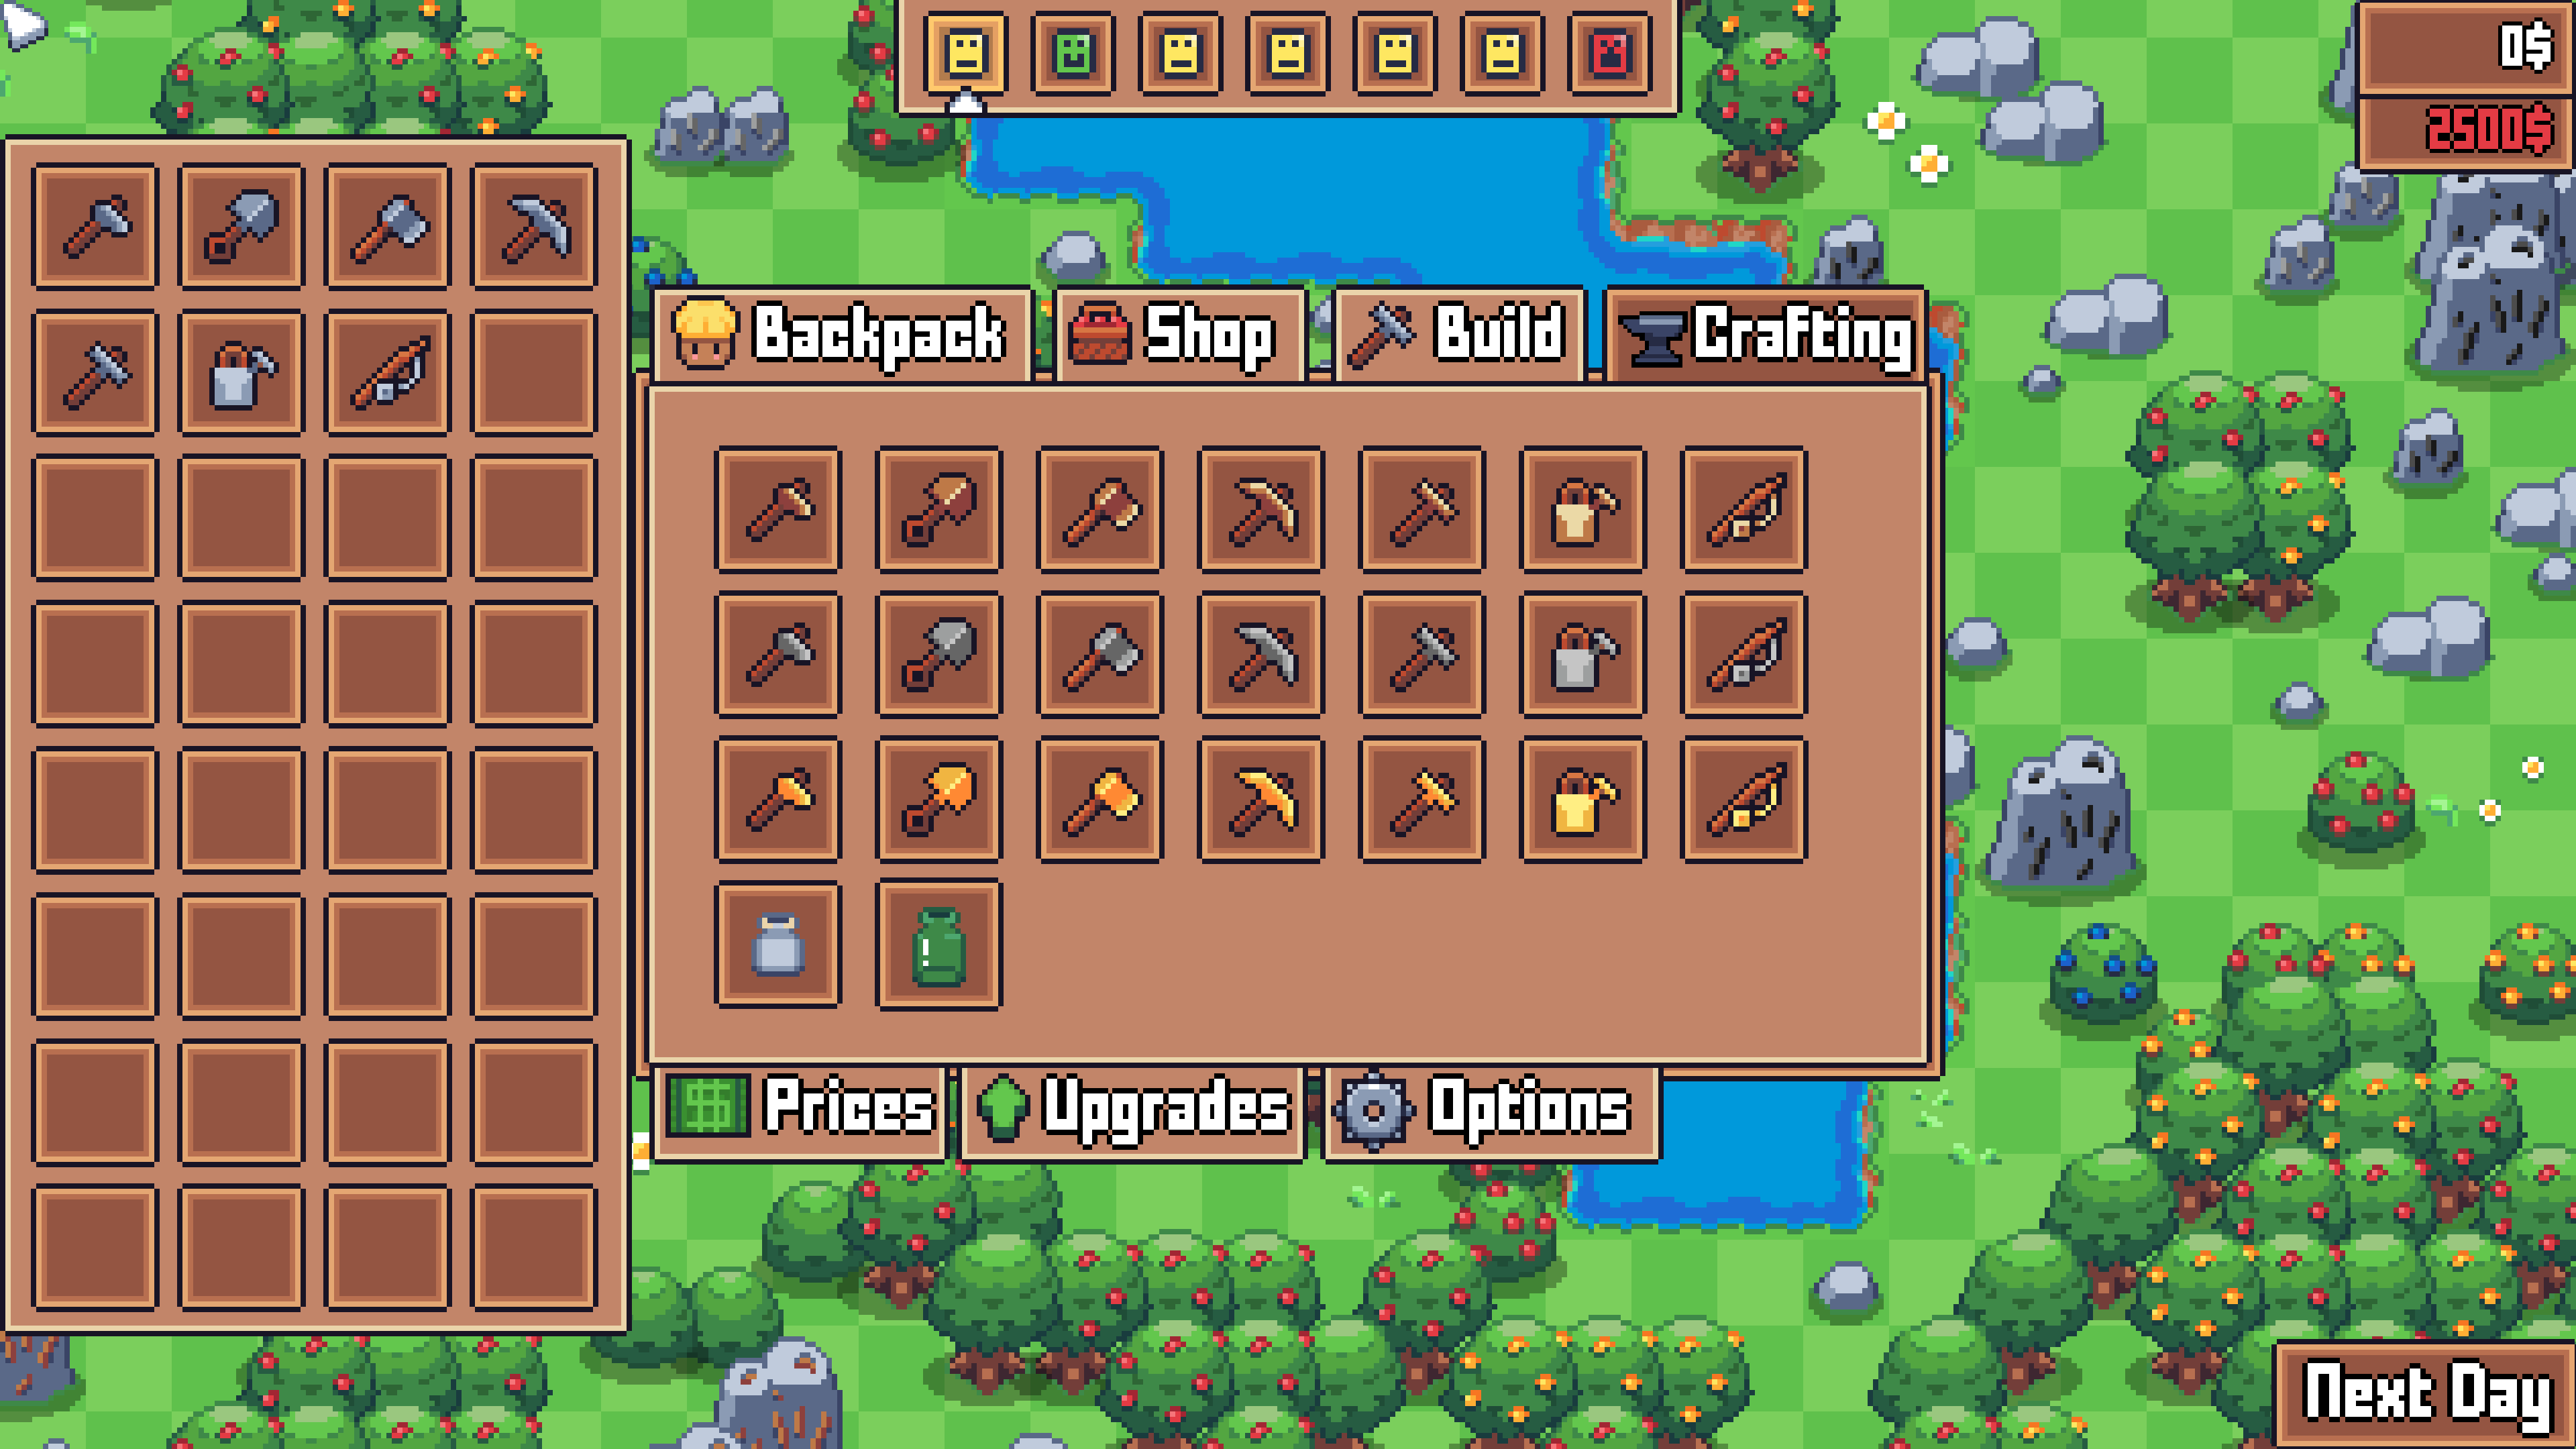 0$
2500$
Backpack
Shop
Build
Crafting
Prices
Upgrades
Options
Next Day